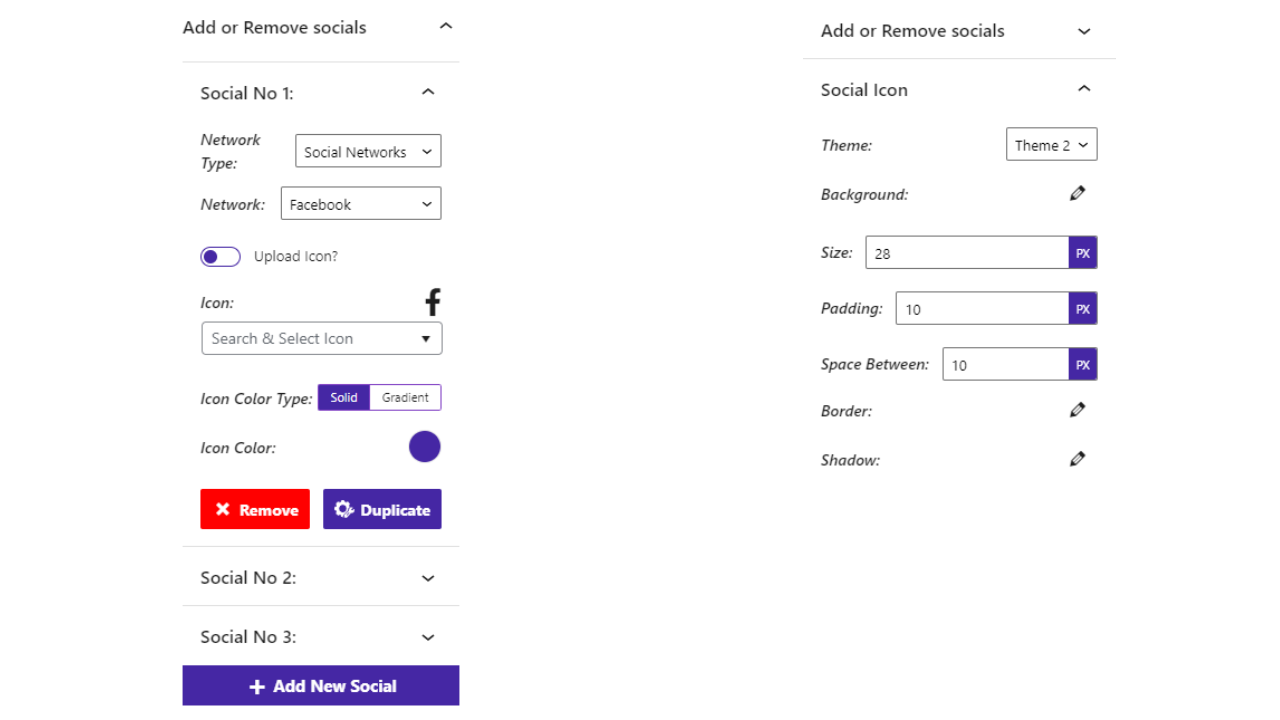 Add or Remove socials
Social No 1:
Network
Type:
Social Networks
Network:
Facebook
Upload Icon?
Icon:
Search & Select Icon
Icon Color Type:
Solid
Gradient
Icon Color:
Remove
Duplicate
Social No 2:
Social No 3:
Add New Social
Add or Remove socials
Social Icon
Theme:
Theme 2
Background:
Size:
28
PX
Padding:
10
PX
Space Between:
10
PX
Border:
Shadow: